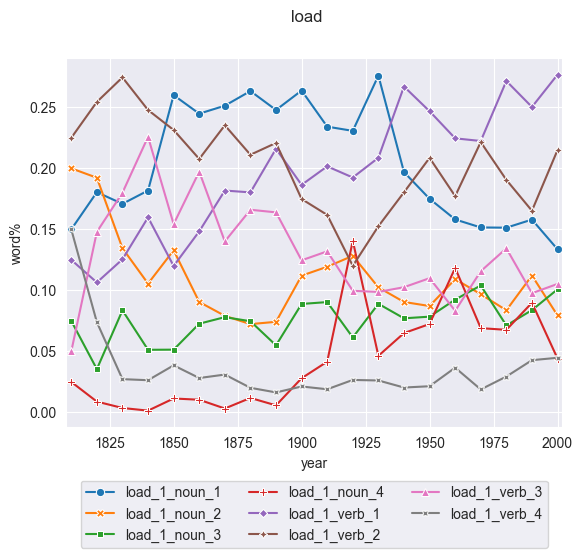 load
0.25
0.20
0.15
0.10
0.05
0.00
word%
1825 1850 1875 1900 1925 1950 1975 2000
year
load_1_noun_1 load_1_noun_4 load_1_verb_3
load_1_noun_2 load_1_verb_1 load_1_verb_4
load_1_noun_3 load_1_verb_2